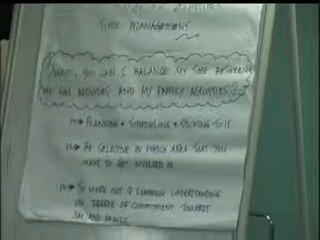 TIME MANAGEMENT
HOW CAN I BALANCE MY TIME BETWEEN
MY SAI ACTIVITIES AND MY FAMILY ACTIVITIES?
PLANNING + SCHEDULING + STICKING TO IT
BE SELECTIVE IN WHICH AREA THAT YOU
HAVE TO GET INVOLVED IN
TO WORK OUT A COMMON UNDERSTANDING
ON DEGREE OF COMMITMENT TOWARDS
SAI AND FAMILY